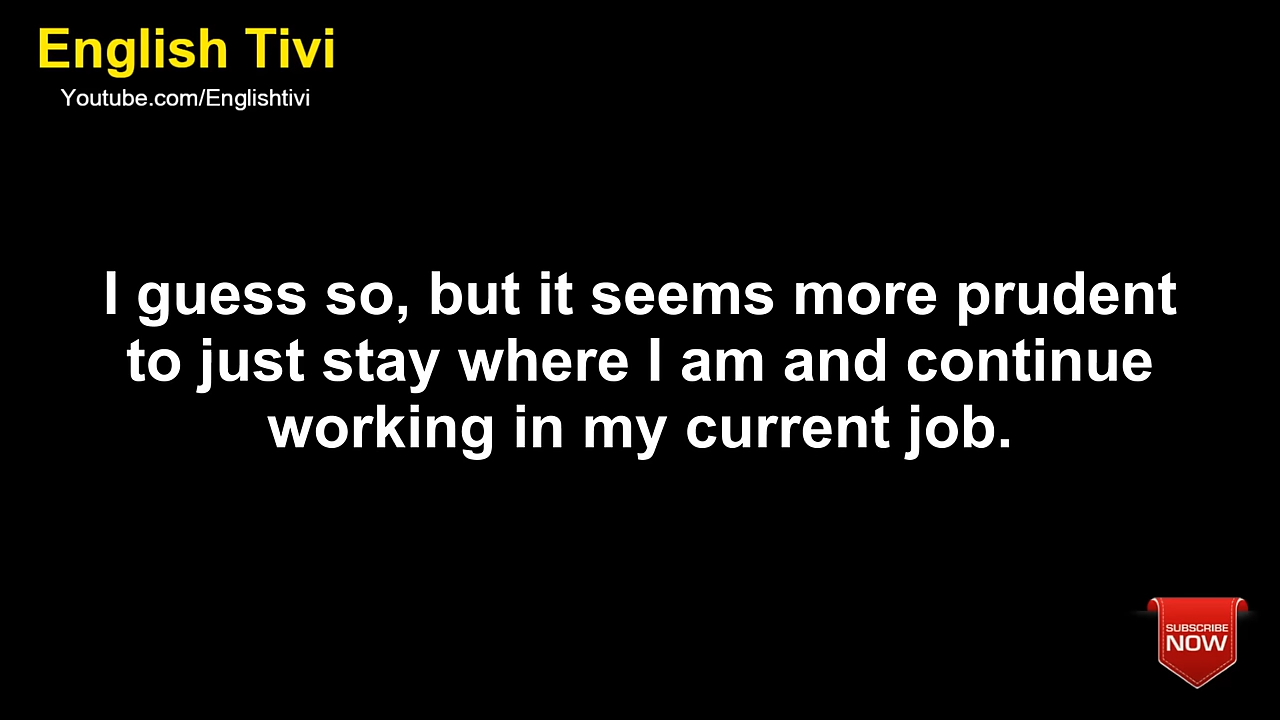 English Tivi
Youtube.com/Englishtivi
I guess so, but it seems more prudent
to just stay where I am and continue
working in my current job.
SUBSCRIBE
NOW